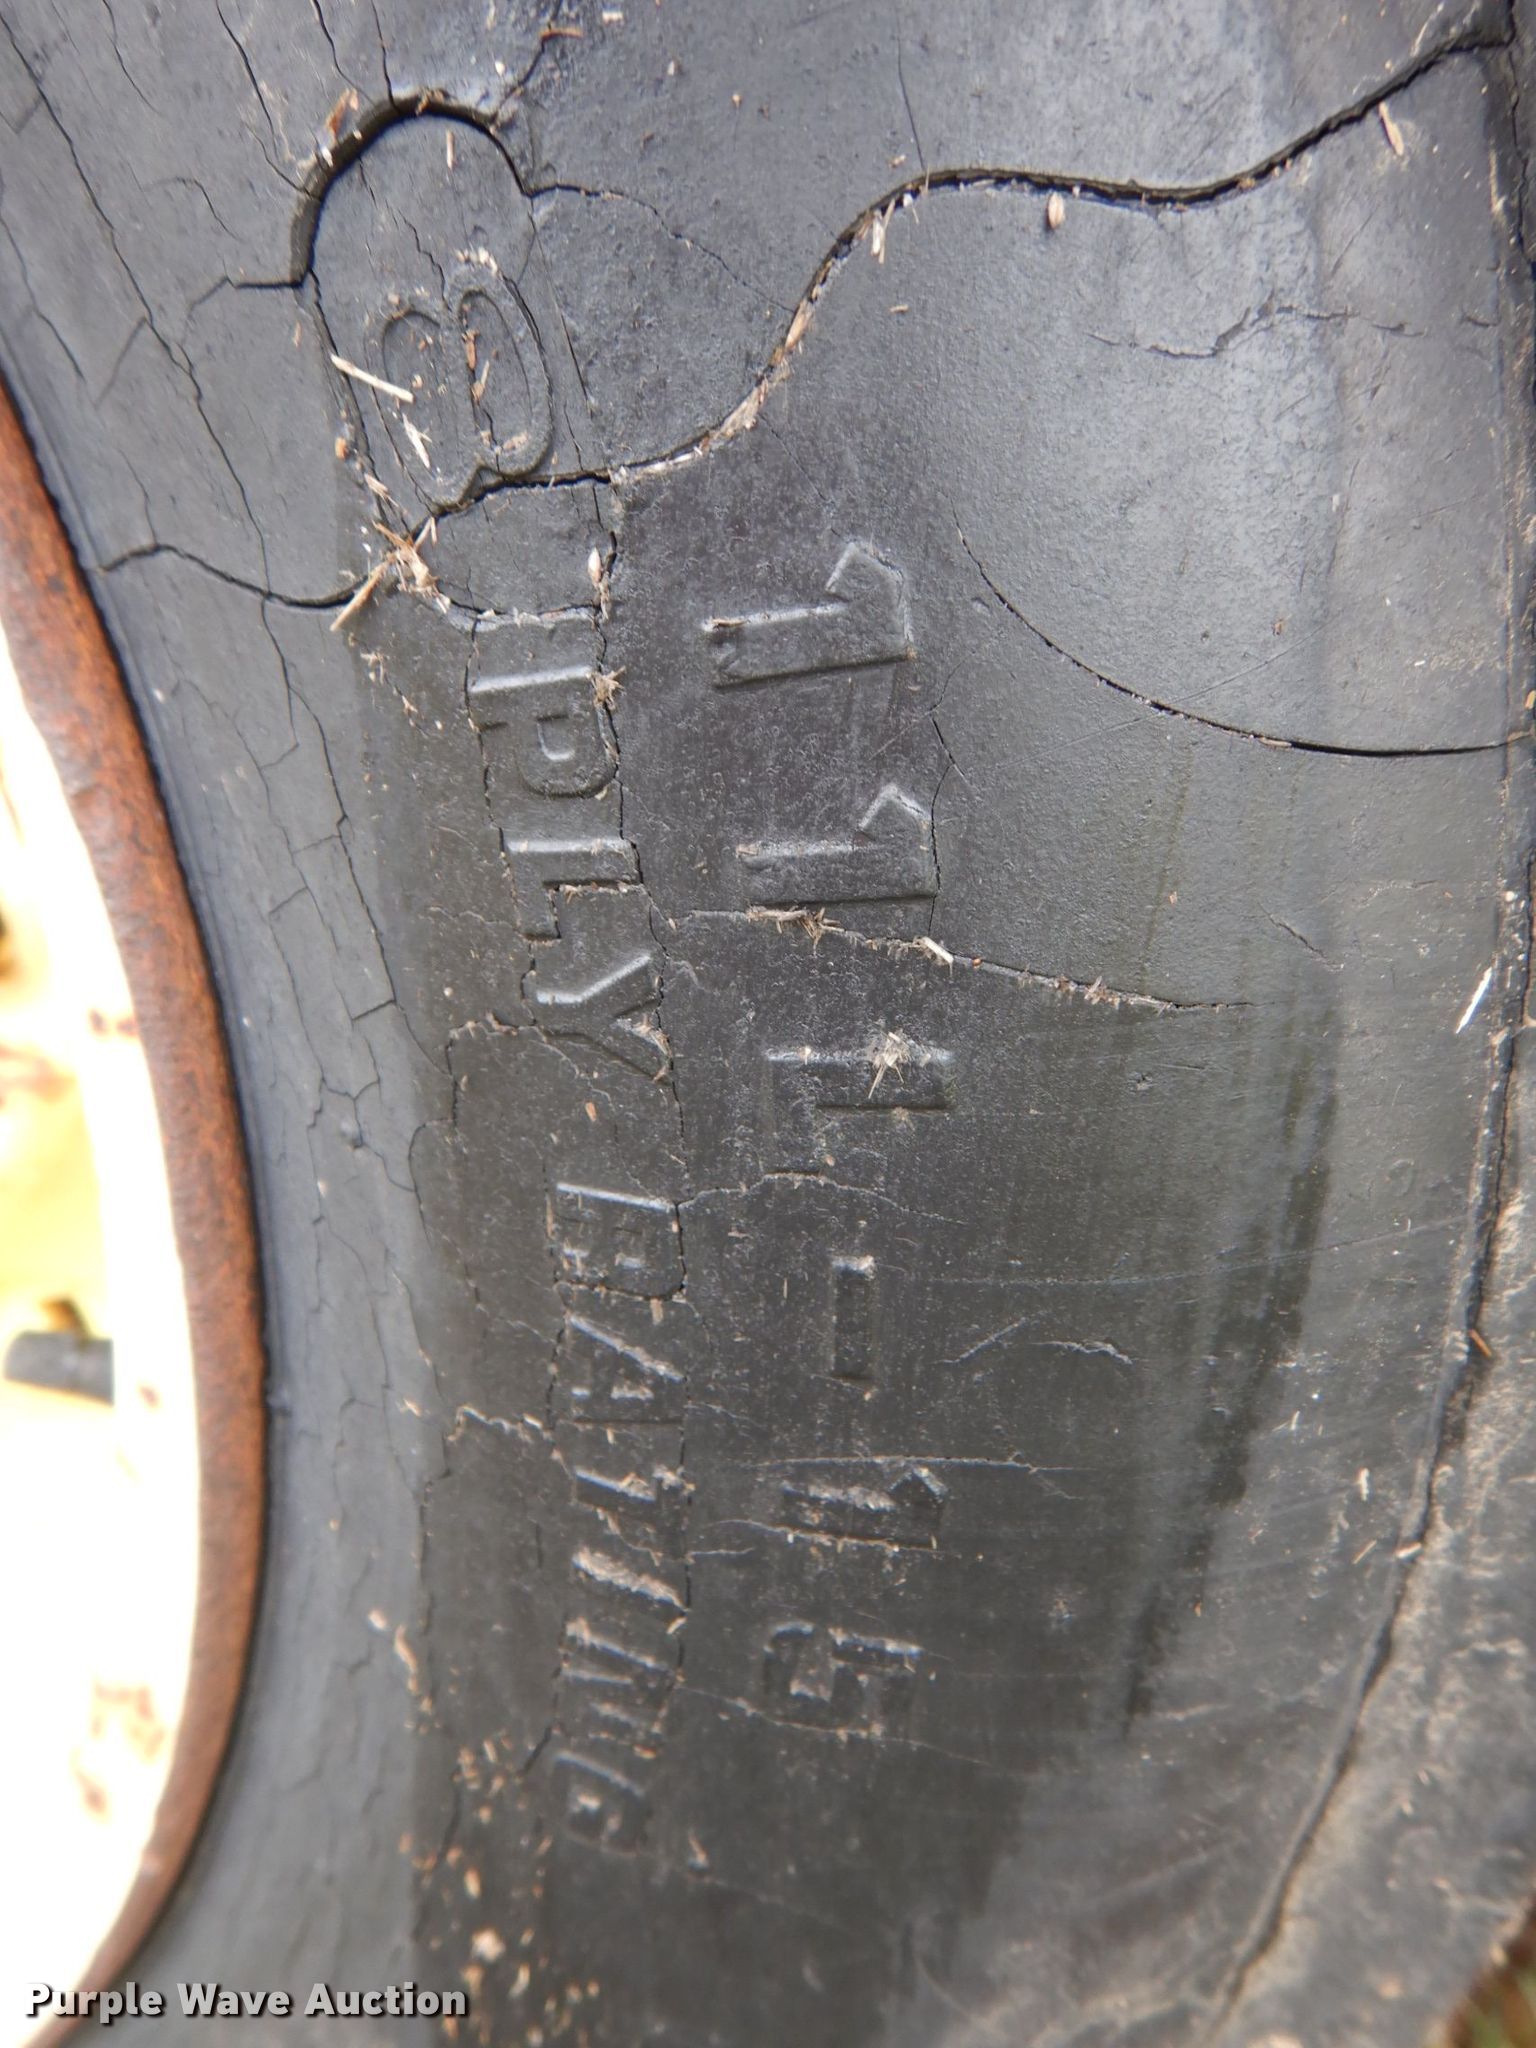 11L-15
8 PLY RATING
Purple Wave Auction